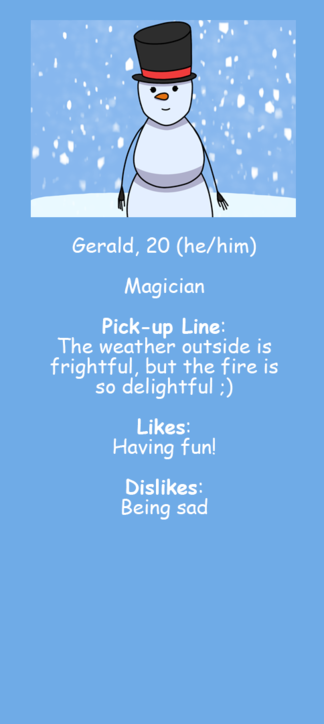 Gerald, 20 (he/him)
Magician
Pick-up Line:
The weather outside is
frightful, but the fire is
so delightful ;)
Likes:
Having fun!
Dislikes:
Being sad